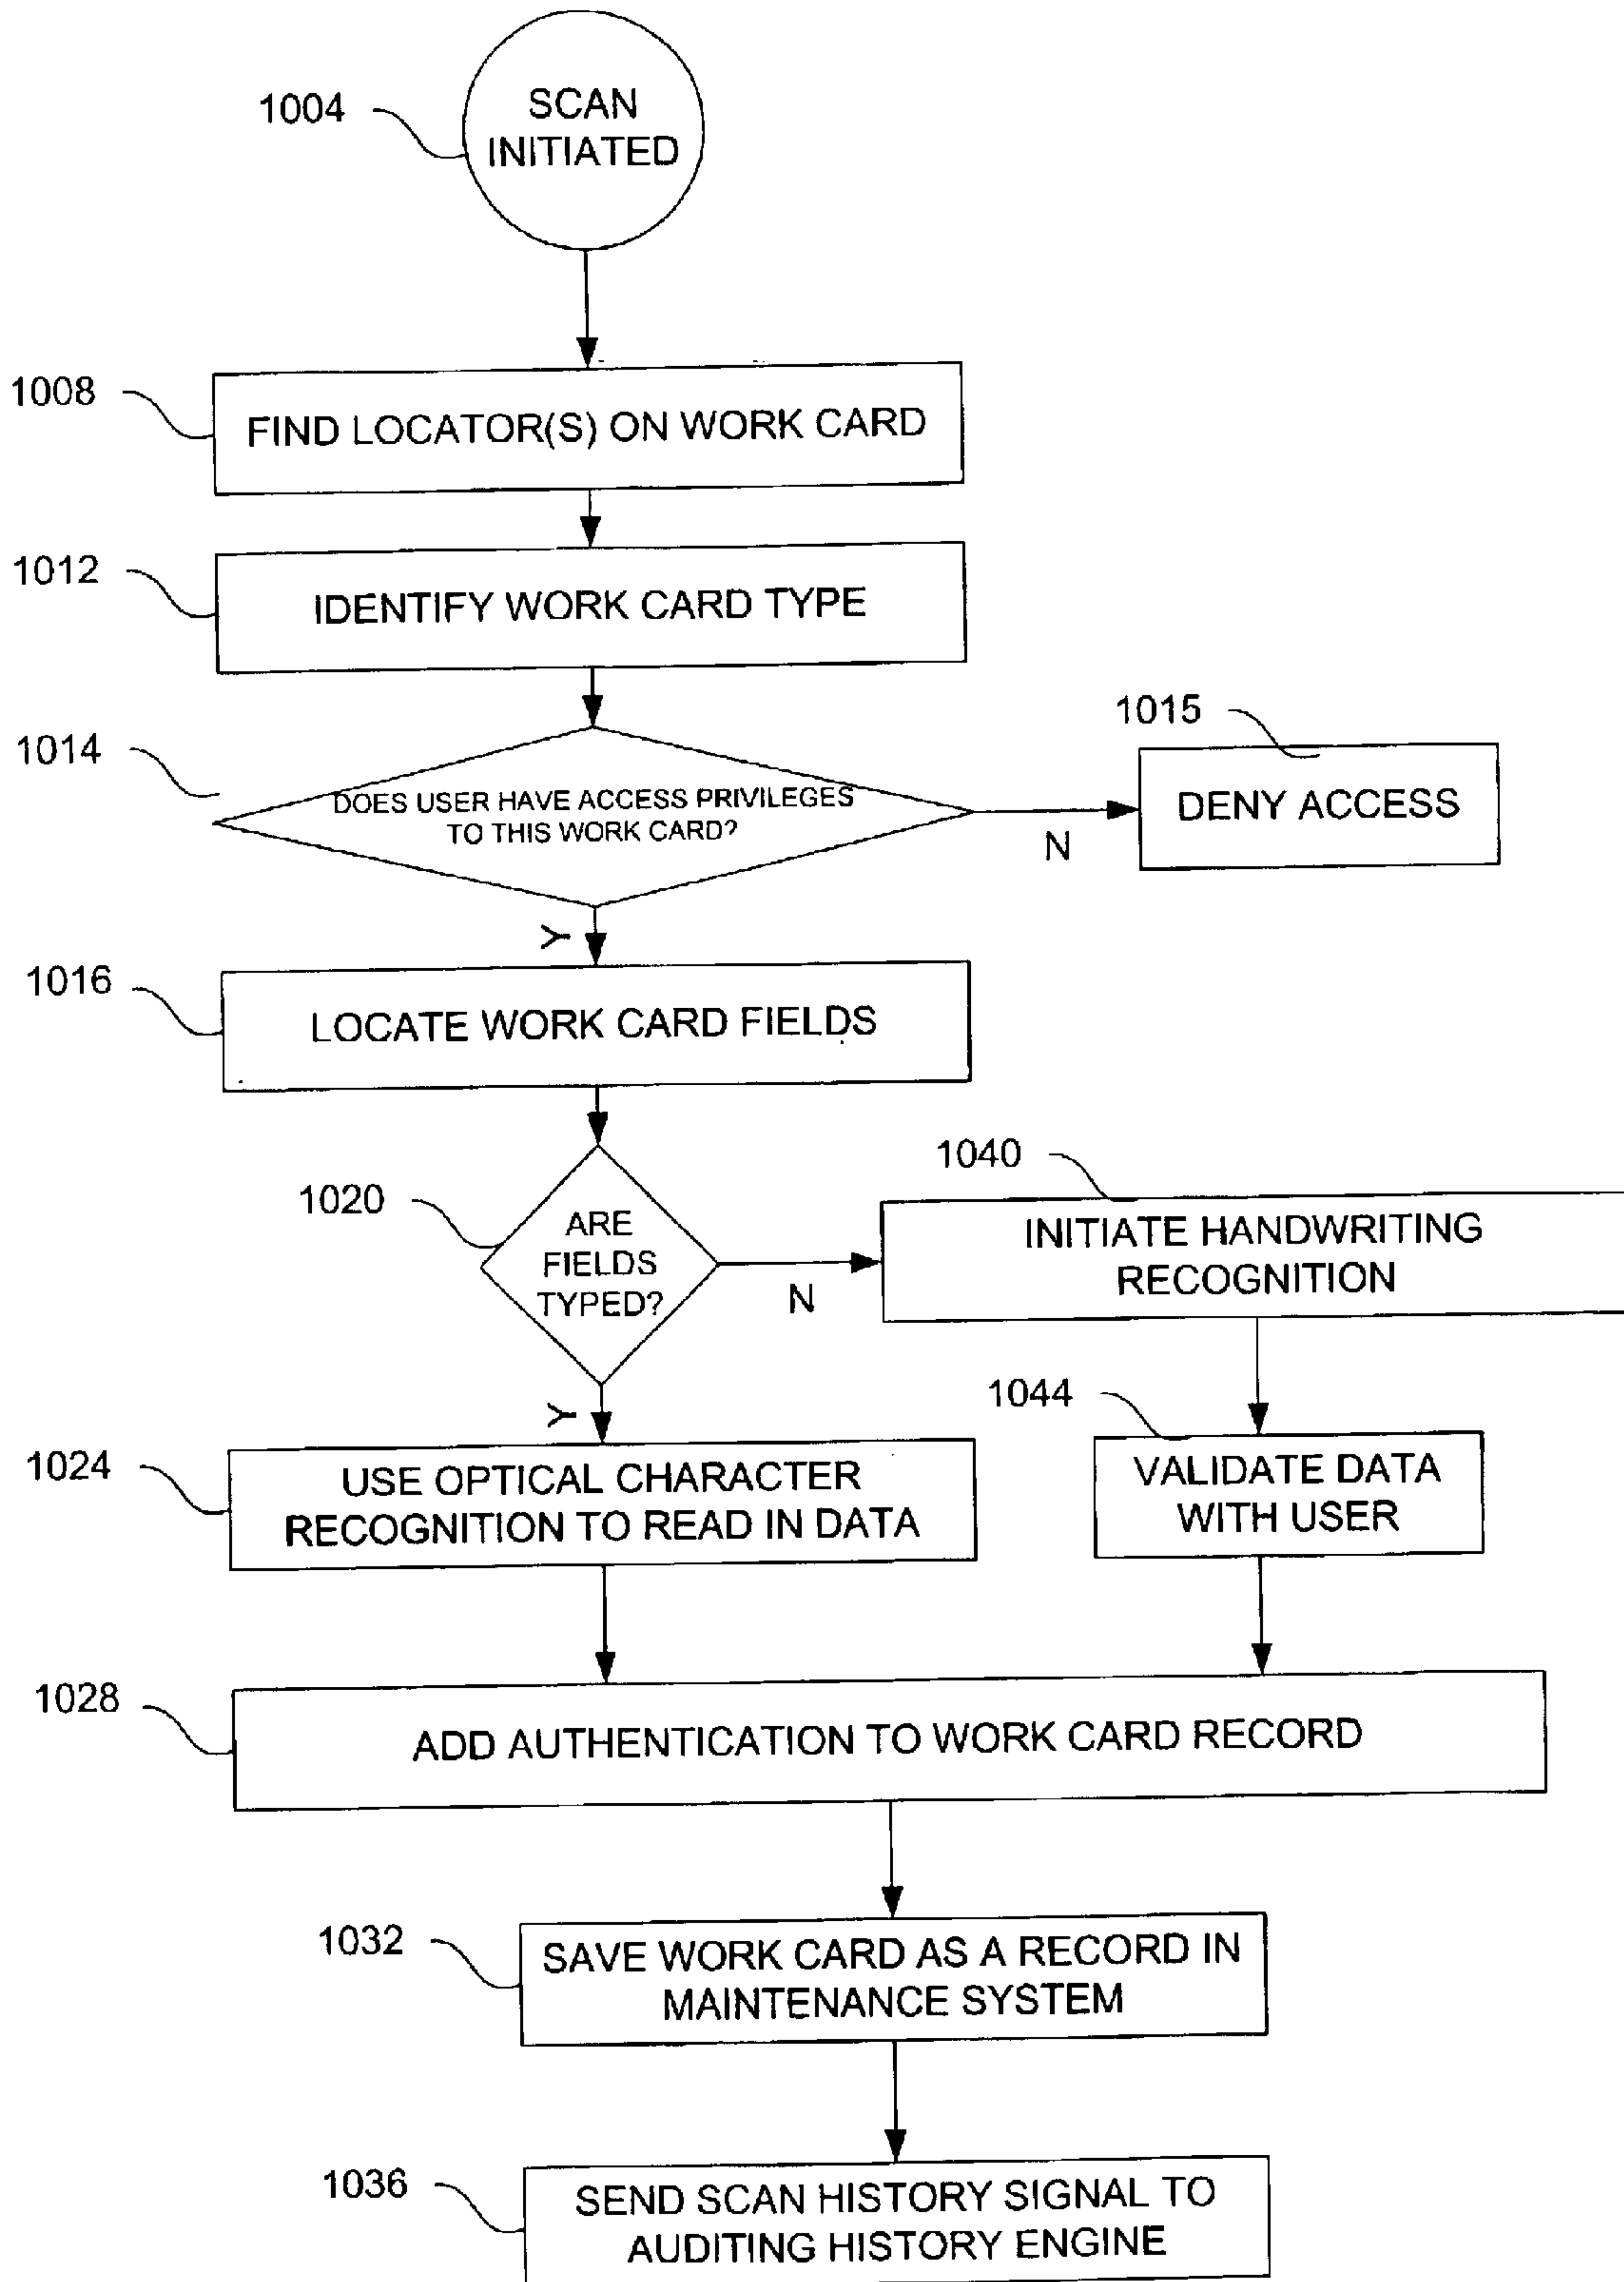 1004
SCAN
INITIATED
1008
FIND LOCATOR(S) ON WORK CARD
1012
IDENTIFY WORK CARD TYPE
1014
DOES USER HAVE ACCESS PRIVILEGES
TO THIS WORK CARD?
N
1015
DENY ACCESS
Y
1016
LOCATE WORK CARD FIELDS
1020
ARE
FIELDS
TYPED?
N
1040
INITIATE HANDWRITING
RECOGNITION
Y
1044
VALIDATE DATA
WITH USER
1024
USE OPTICAL CHARACTER
RECOGNITION TO READ IN DATA
1028
ADD AUTHENTICATION TO WORK CARD RECORD
1032
SAVE WORK CARD AS A RECORD IN
MAINTENANCE SYSTEM
1036
SEND SCAN HISTORY SIGNAL TO
AUDITING HISTORY ENGINE